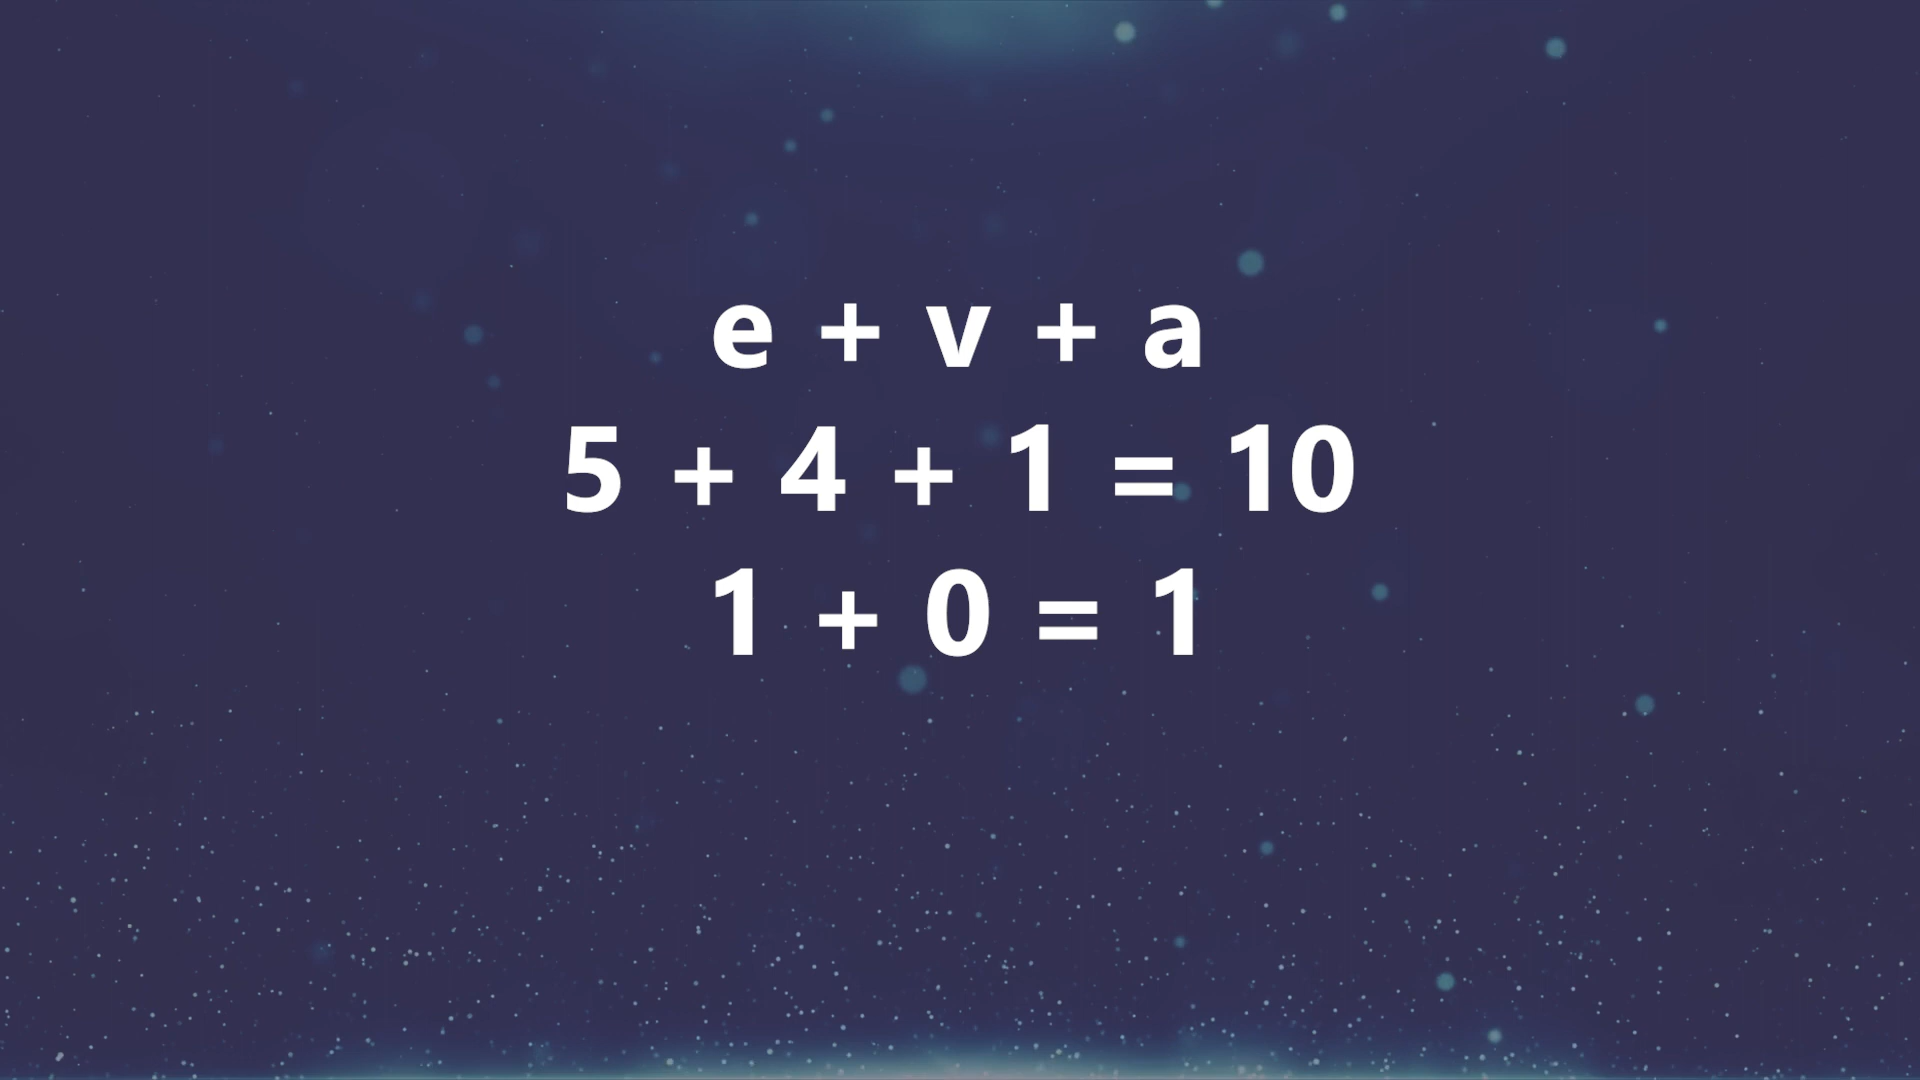 e + v + a
5 + 4 + 1 = 10
1 + 0 = 1